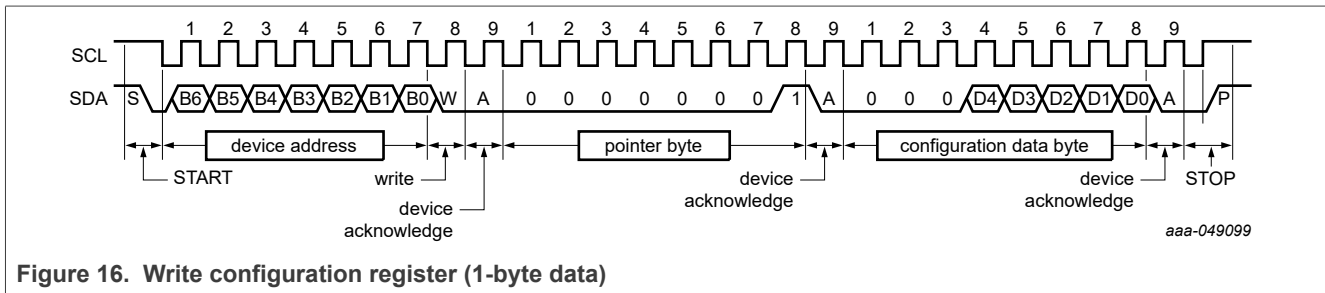 1 2 3 4 5 6 7 8 9 1 2 3 4 5 6 7 8 9 1 2 3 4 5 6 7 8 9
SCL
SDA S B6 B5 B4 B3 B2 B1 B0 W A 0 0 0 0 0 0 0 1 A 0 0 0 D4 D3 D2 D1 D0 A P
device address pointer byte configuration data byte
START write device acknowledge device acknowledge device acknowledge STOP
aaa-049099
Figure 16. Write configuration register (1-byte data)